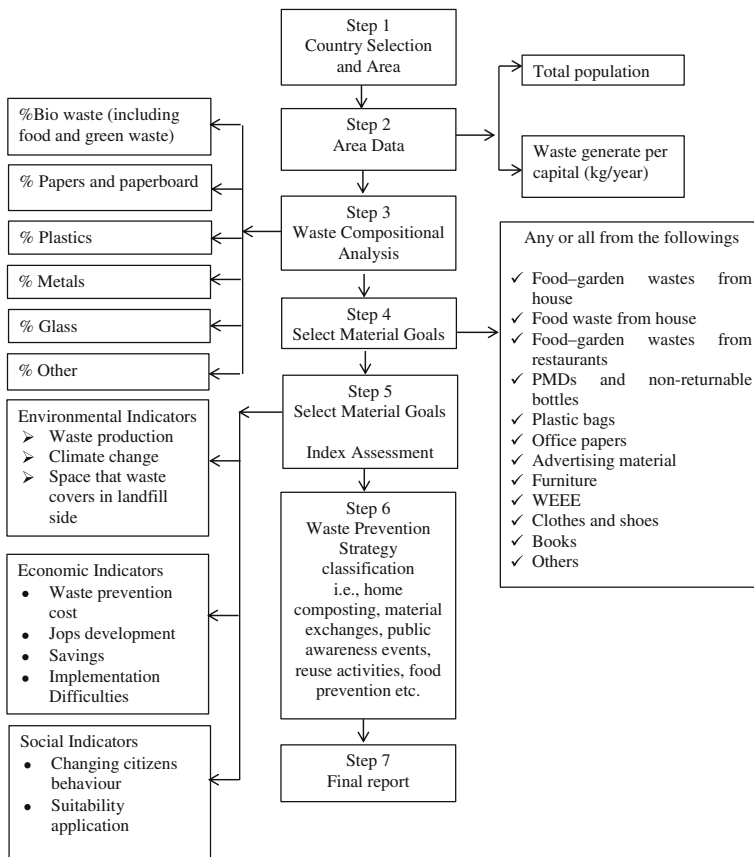 Step 1
Country Selection
and Area
Total population
%Bio waste (including
food and green waste)
Step 2
Area Data
Waste generate per
capital (kg/year)
% Papers and paperboard
Step 3
Waste Compositional
Analysis
% Plastics
% Metals
% Glass
% Other
Any or all from the followings
✓ Food–garden wastes from
house
✓ Food waste from house
✓ Food–garden wastes from
restaurants
✓ PMDs and non-returnable
bottles
✓ Plastic bags
✓ Office papers
✓ Advertising material
✓ Furniture
✓ WEEE
✓ Clothes and shoes
✓ Books
✓ Others
Step 4
Select Material Goals
Step 5
Select Material Goals
Index Assessment
Environmental Indicators
➢ Waste production
➢ Climate change
➢ Space that waste
covers in landfill
side
Economic Indicators
● Waste prevention
cost
● Jops development
● Savings
● Implementation
Difficulties
Social Indicators
● Changing citizens
behaviour
● Suitability
application
Step 6
Waste Prevention
Strategy
classification
i.e., home
composting, material
exchanges, public
awareness events,
reuse activities, food
prevention etc.
Step 7
Final report